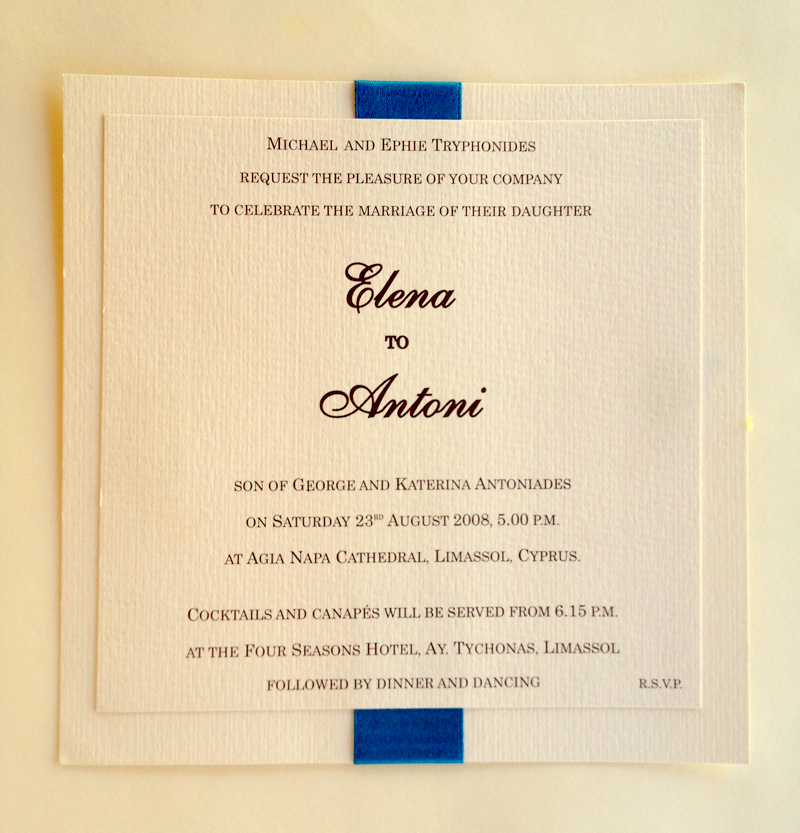 Michael and Ephie Tryphonides
request the pleasure of your company
to celebrate the marriage of their daughter
Elena
to
Antoni
son of George and Katerina Antoniades
on Saturday 23rd August 2008, 5.00 p.m.
at Agia Napa Cathedral, Limassol, Cyprus.
Cocktails and canapés will be served from 6.15 p.m.
at the Four Seasons Hotel, Ay. Tychonas, Limassol
followed by dinner and dancing
R.S.V.P.